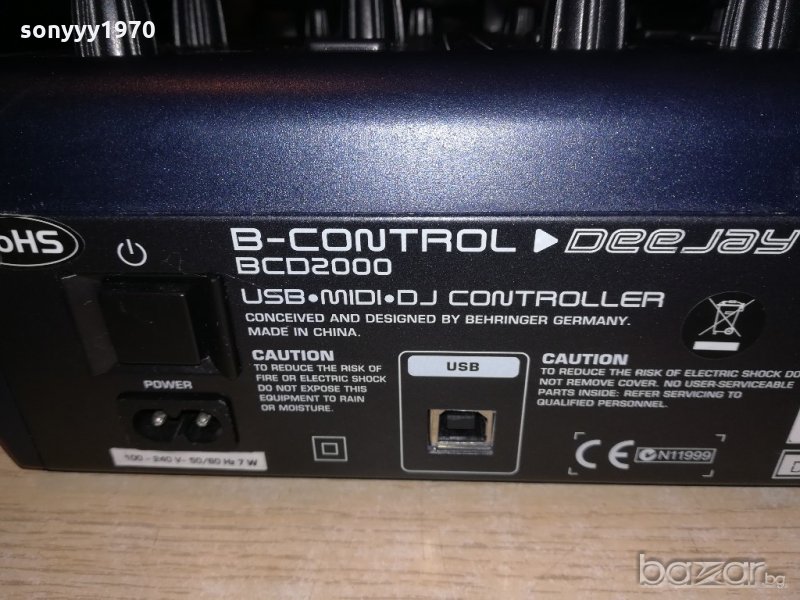 sonyyy1970
B-CONTROL DEEJAY
BCD2000
USB•MIDI•DJ CONTROLLER
CONCEIVED AND DESIGNED BY BEHRINGER GERMANY.
MADE IN CHINA.
CAUTION
TO REDUCE THE RISK OF
FIRE OR ELECTRIC SHOCK
DO NOT EXPOSE THIS
EQUIPMENT TO RAIN
OR MOISTURE.
USB
CAUTION
TO REDUCE THE RISK OF ELECTRIC SHOCK DO
NOT REMOVE COVER. NO USER-SERVICEABLE
PARTS INSIDE: REFER SERVICING TO
QUALIFIED PERSONNEL.
oHS
POWER
100 - 240 V~ 50/60 Hz 7 W
CE N11999
bazar.bg